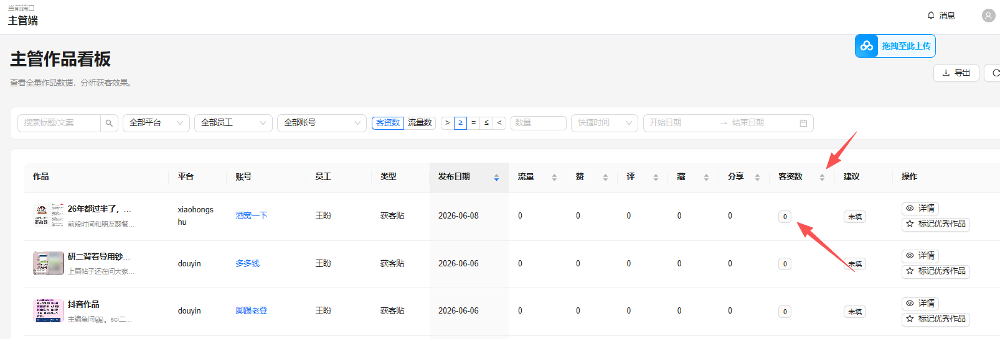 当前端口
主管端
消息
拖拽至此上传
主管作品看板
查看全量作品数据，分析获客效果。
导出
搜索标题/文案
全部平台
全部员工
全部账号
客资数 流量数
> ≥ = ≤ <
数量
快捷时间
开始日期 → 结束日期
作品 平台 账号 员工 类型 发布日期 流量 赞 评 藏 分享 客资数 建议 操作
26年都过半了，...
前段时间和朋友聚餐...
xiaohongs
hu
酒窝一下 王盼 获客贴 2026-06-08 0 0 0 0 0 0 未填
详情
标记优秀作品
研二背着导用钞...
上篇帖子还在问大家...
douyin 多多钱 王盼 获客贴 2026-06-06 0 0 0 0 0 0 未填
详情
标记优秀作品
抖音作品
主编急问👀。sci二...
douyin 脚踢老登 王盼 获客贴 2026-06-06 0 0 0 0 0 0 未填
详情
标记优秀作品